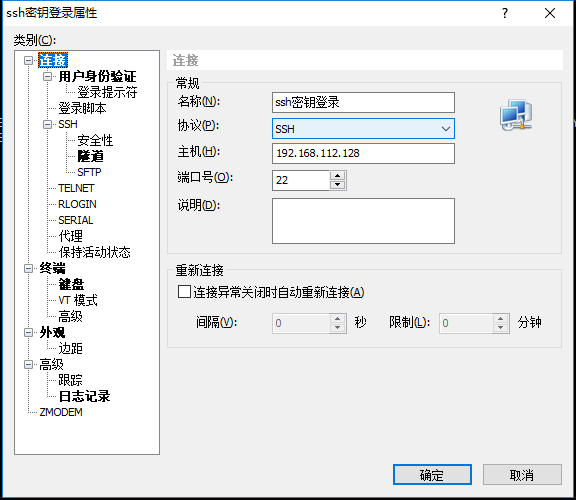 ssh密钥登录属性
类别(C):
连接
用户身份验证
登录提示符
登录脚本
SSH
安全性
隧道
SFTP
TELNET
RLOGIN
SERIAL
代理
保持活动状态
终端
键盘
VT 模式
高级
外观
边距
高级
跟踪
日志记录
ZMODEM
连接
常规
名称(N): ssh密钥登录
协议(P): SSH
主机(H): 192.168.112.128
端口号(O): 22
说明(D):
重新连接
连接异常关闭时自动重新连接(A)
间隔(V): 0 秒 限制(L): 0 分钟
确定 取消